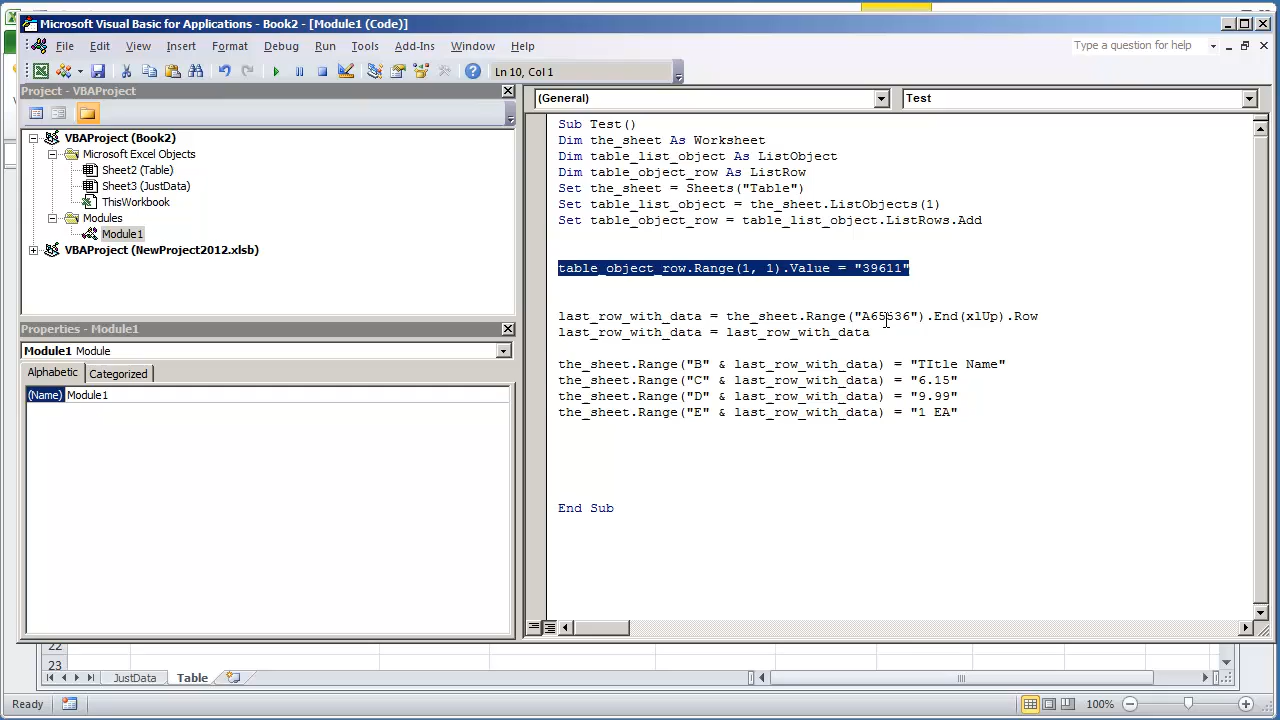 Microsoft Visual Basic for Applications - Book2 - [Module1 (Code)]
File Edit View Insert Format Debug Run Tools Add-Ins Window Help
Type a question for help
Ln 10, Col 1
Project - VBAProject
(General)
Test
VBAProject (Book2)
Microsoft Excel Objects
Sheet2 (Table)
Sheet3 (JustData)
ThisWorkbook
Modules
Module1
VBAProject (NewProject2012.xlsb)
Properties - Module1
Module1 Module
Alphabetic Categorized
(Name) Module1
Sub Test()
Dim the_sheet As Worksheet
Dim table_list_object As ListObject
Dim table_object_row As ListRow
Set the_sheet = Sheets("Table")
Set table_list_object = the_sheet.ListObjects(1)
Set table_object_row = table_list_object.ListRows.Add
table_object_row.Range(1, 1).Value = "39611"
last_row_with_data = the_sheet.Range("A65536").End(xlUp).Row
last_row_with_data = last_row_with_data
the_sheet.Range("B" & last_row_with_data) = "TItle Name"
the_sheet.Range("C" & last_row_with_data) = "6.15"
the_sheet.Range("D" & last_row_with_data) = "9.99"
the_sheet.Range("E" & last_row_with_data) = "1 EA"
End Sub
22
23
JustData Table
Ready
100%